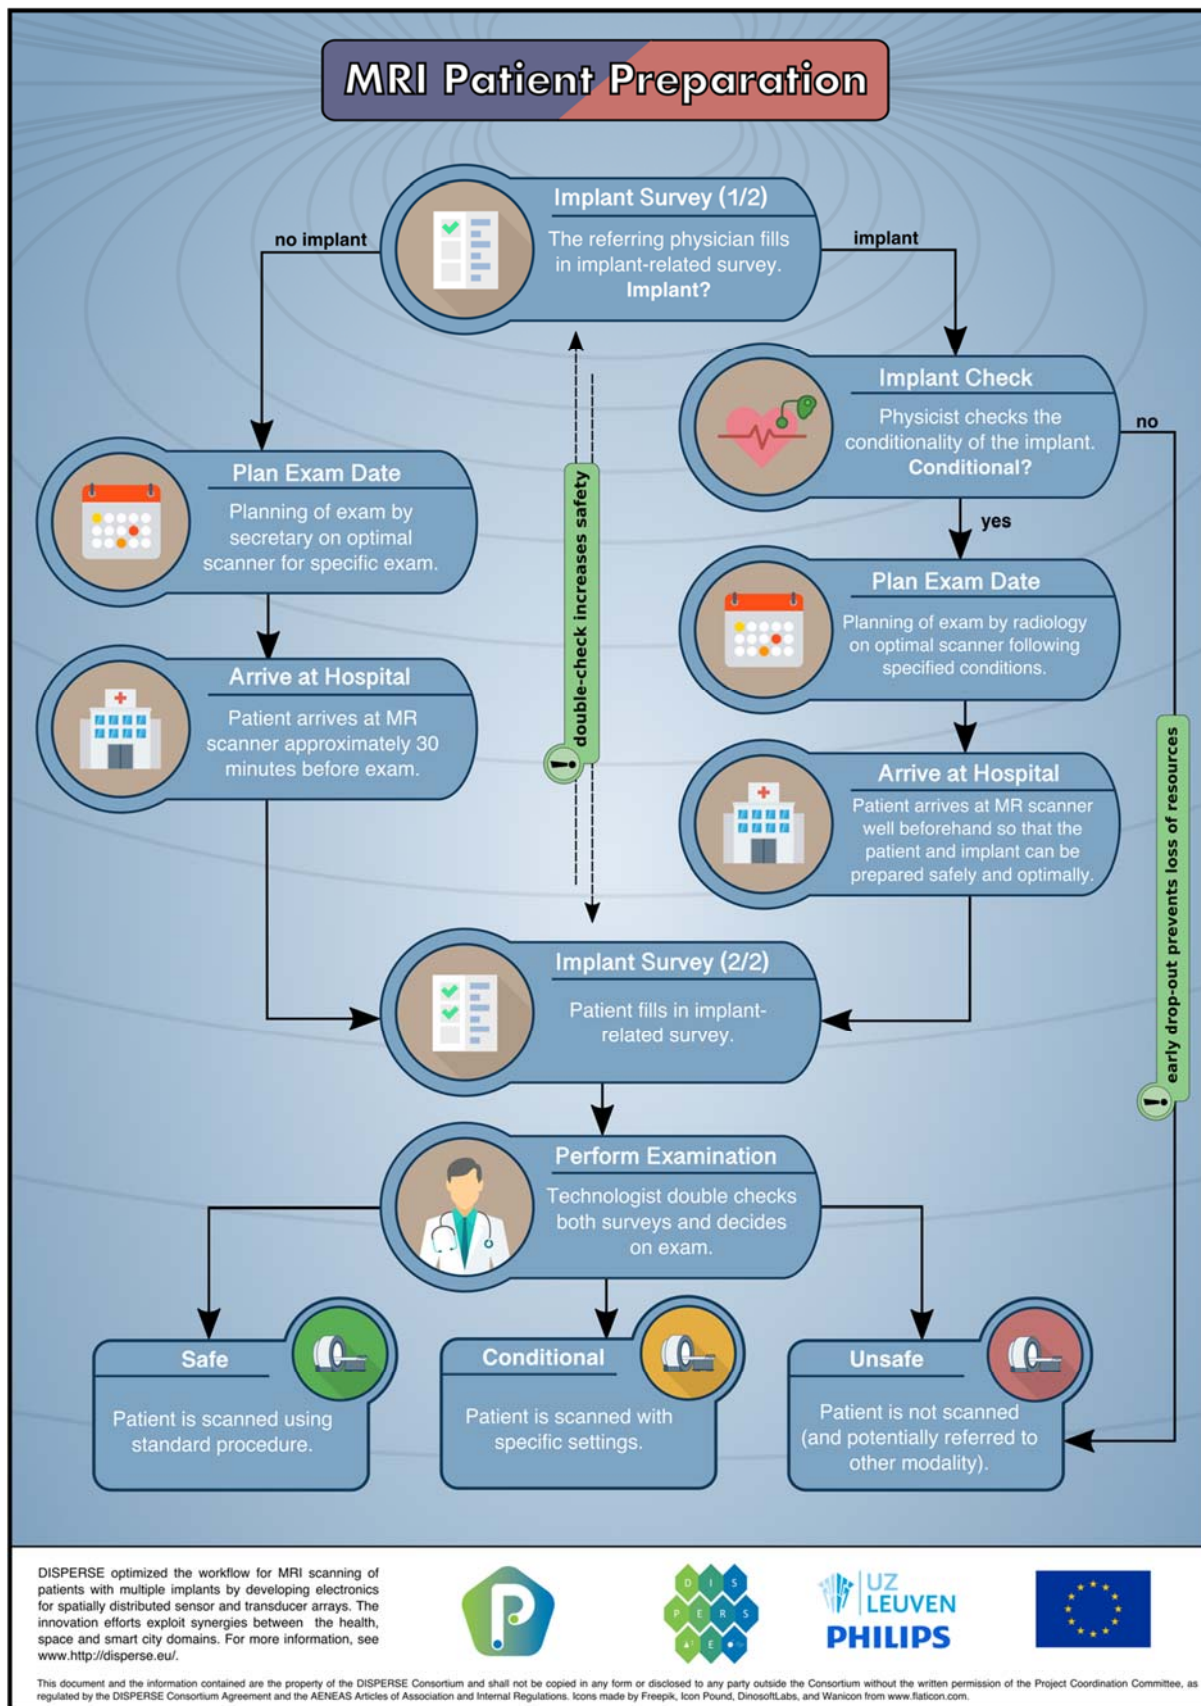 MRI Patient Preparation
Implant Survey (1/2)
The referring physician fills
in implant-related survey.
Implant?
no implant
implant
Implant Check
Physicist checks the
conditionality of the implant.
Conditional?
no
yes
Plan Exam Date
Planning of exam by
secretary on optimal
scanner for specific exam.
Plan Exam Date
Planning of exam by radiology
on optimal scanner following
specified conditions.
double-check increases safety
Arrive at Hospital
Patient arrives at MR
scanner approximately 30
minutes before exam.
Arrive at Hospital
Patient arrives at MR scanner
well beforehand so that the
patient and implant can be
prepared safely and optimally.
early drop-out prevents loss of resources
Implant Survey (2/2)
Patient fills in implant-
related survey.
Perform Examination
Technologist double checks
both surveys and decides
on exam.
Safe
Patient is scanned using
standard procedure.
Conditional
Patient is scanned with
specific settings.
Unsafe
Patient is not scanned
(and potentially referred to
other modality).
DISPERSE optimized the workflow for MRI scanning of
patients with multiple implants by developing electronics
for spatially distributed sensor and transducer arrays. The
innovation efforts exploit synergies between the health,
space and smart city domains. For more information, see
www.http://disperse.eu/.
P
D I S
P E R S
E
UZ
LEUVEN
PHILIPS
This document and the information contained are the property of the DISPERSE Consortium and shall not be copied in any form or disclosed to any party outside the Consortium without the written permission of the Project Coordination Committee, as
regulated by the DISPERSE Consortium Agreement and the AENEAS Articles of Association and Internal Regulations. Icons made by Freepik, Icon Pound, DinosoftLabs, and Wanicon from www.flaticon.com.